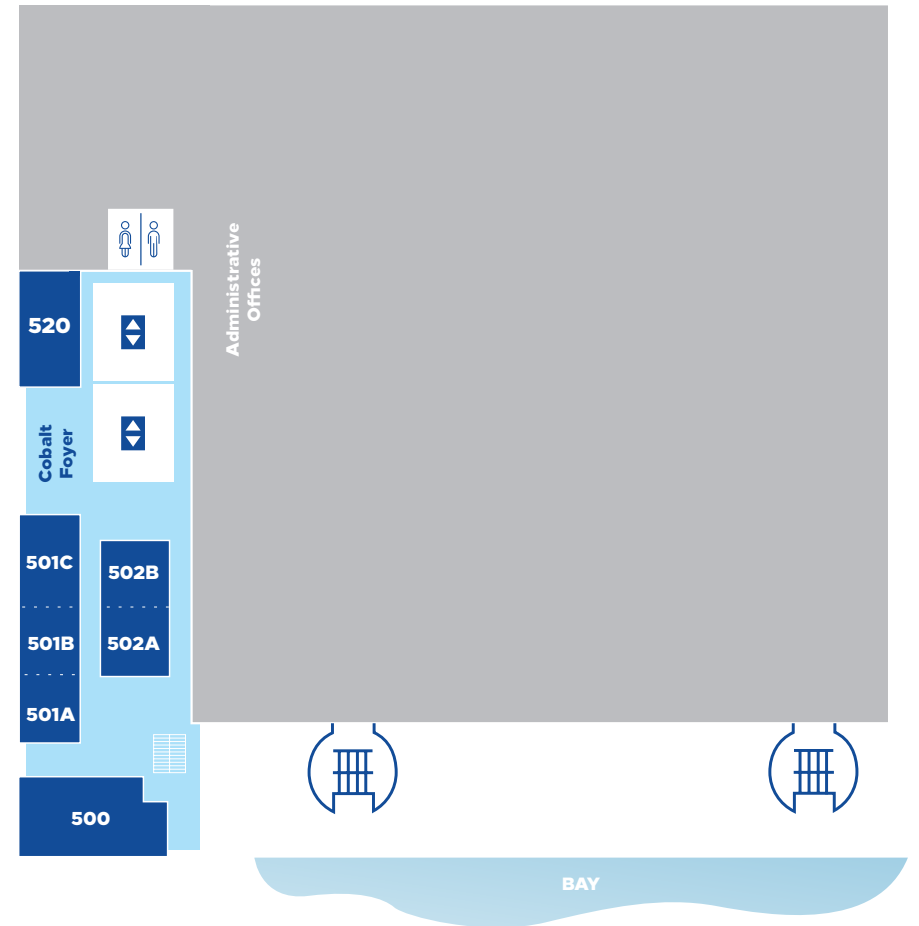 Administrative
Offices
520
Cobalt
Foyer
501C
502B
501B
502A
501A
500
BAY